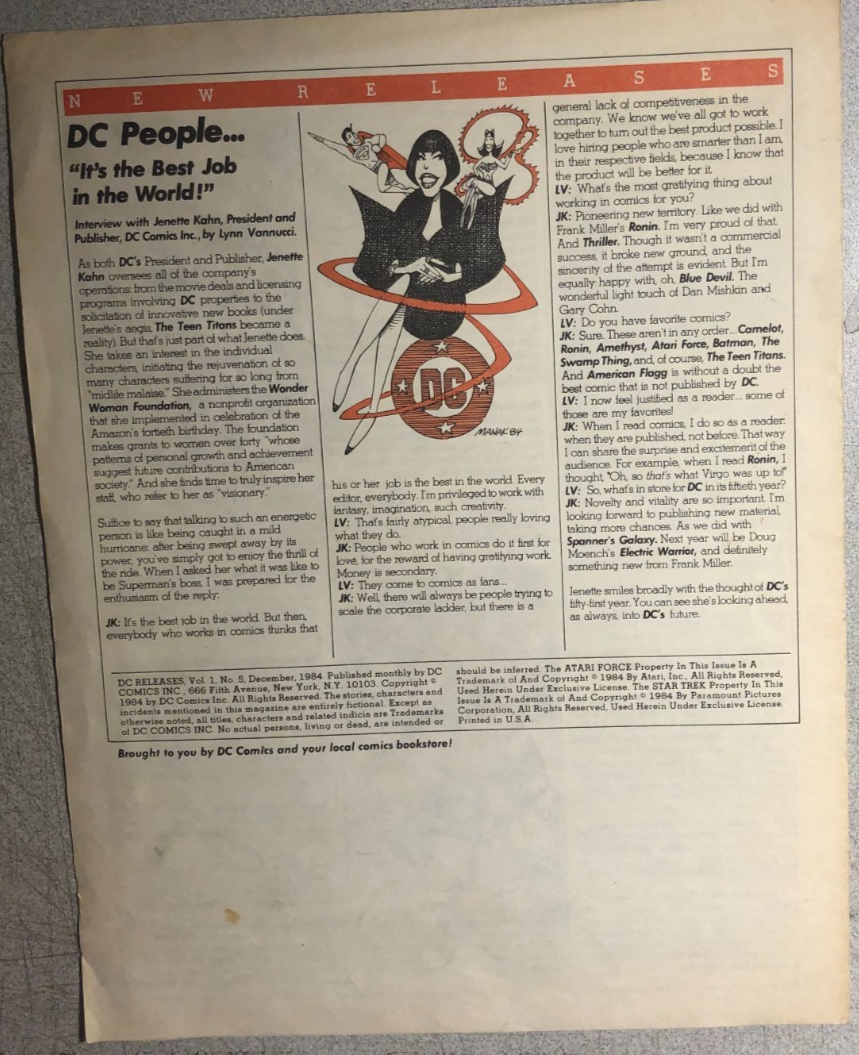 NEW RELEASES
DC People...
"It's the Best Job
in the World!"
Interview with Jenette Kahn, President and
Publisher, DC Comics Inc., by Lynn Vannucci.
As both DC's President and Publisher, Jenette
Kahn oversees all of the company's
operations: from the movie deals and licensing
programs involving DC properties to the
solicitation of innovative new books (under
Jenette's aegis, The Teen Titans became a
reality). But that's just part of what Jenette does.
She takes an interest in the individual
characters, initiating the rejuvenation of so
many characters suffering for so long from
"midlife malaise." She administers the Wonder
Woman Foundation, a nonprofit organization
that she implemented in celebration of the
Amazon's fortieth birthday. The foundation
makes grants to women over forty "whose
patterns of personal growth and achievement
suggest future contributions to American
society." And she finds time to truly inspire her
staff, who refer to her as "visionary."
Suffice to say that talking to such an energetic
person is like being caught in a mild
hurricane: after being swept away by its
power, you've simply got to enjoy the thrill of
the ride. When I asked her what it was like to
be Superman's boss, I was prepared for the
enthusiasm of the reply:
JK: It's the best job in the world. But then,
everybody who works in comics thinks that
DC
MANAK 84
his or her job is the best in the world. Every
editor, everybody. I'm privileged to work with
fantasy, imagination, such creativity.
LV: That's fairly atypical, people really loving
what they do.
JK: People who work in comics do it first for
love, for the reward of having gratifying work.
Money is secondary.
LV: They come to comics as fans...
JK: Well, there will always be people trying to
scale the corporate ladder, but there is a
general lack of competitiveness in the
company. We know we've all got to work
together to turn out the best product possible. I
love hiring people who are smarter than I am,
in their respective fields, because I know that
the product will be better for it.
LV: What's the most gratifying thing about
working in comics for you?
JK: Pioneering new territory. Like we did with
Frank Miller's Ronin. I'm very proud of that.
And Thriller. Though it wasn't a commercial
success, it broke new ground, and the
sincerity of the attempt is evident. But I'm
equally happy with, oh, Blue Devil. The
wonderful light touch of Dan Mishkin and
Gary Cohn.
LV: Do you have favorite comics?
JK: Sure. These aren't in any order... Camelot,
Ronin, Amethyst, Atari Force, Batman, The
Swamp Thing, and, of course, The Teen Titans.
And American Flagg is without a doubt the
best comic that is not published by DC.
LV: I now feel justified as a reader... some of
those are my favorites!
JK: When I read comics, I do so as a reader:
when they are published, not before. That way
I can share the surprise and excitement of the
audience. For example, when I read Ronin, I
thought, "Oh, so that's what Virgo was up to!"
LV: So, what's in store for DC in its fiftieth year?
JK: Novelty and vitality are so important. I'm
looking forward to publishing new material,
taking more chances. As we did with
Spanner's Galaxy. Next year will be Doug
Moench's Electric Warrior, and definitely
something new from Frank Miller.
Jenette smiles broadly with the thought of DC's
fifty-first year. You can see she's looking ahead,
as always, into DC's future.
DC RELEASES, Vol. 1, No. 5, December, 1984. Published monthly by DC
COMICS INC., 666 Fifth Avenue, New York, N.Y. 10103. Copyright ©
1984 by DC Comics Inc. All Rights Reserved. The stories, characters and
incidents mentioned in this magazine are entirely fictional. Except as
otherwise noted, all titles, characters and related indicia are Trademarks
of DC COMICS INC. No actual persons, living or dead, are intended or
should be inferred. The ATARI FORCE Property In This Issue Is A
Trademark of And Copyright © 1984 By Atari, Inc., All Rights Reserved,
Used Herein Under Exclusive License. The STAR TREK Property In This
Issue Is A Trademark of And Copyright © 1984 By Paramount Pictures
Corporation, All Rights Reserved, Used Herein Under Exclusive License.
Printed in U.S.A.
Brought to you by DC Comics and your local comics bookstore!